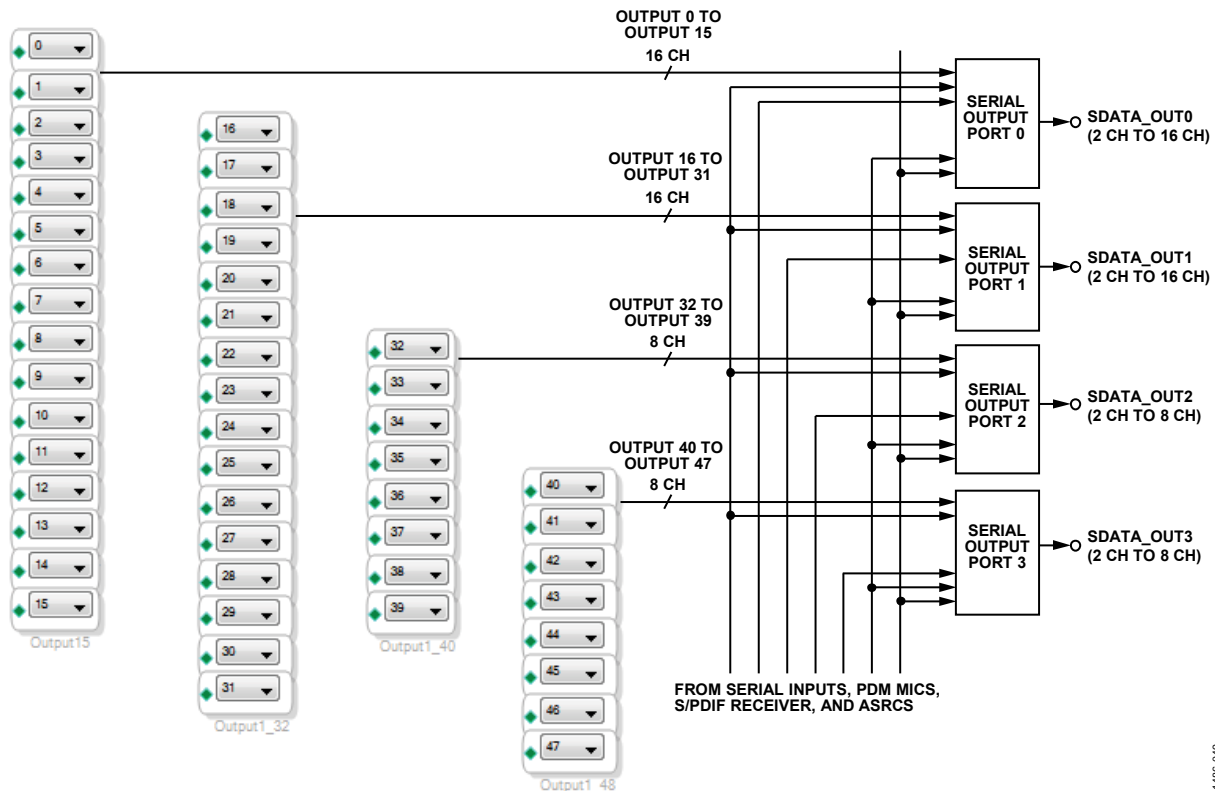 OUTPUT 0 TO
OUTPUT 15
16 CH
0
1
2
3
4
5
6
7
8
9
10
11
12
13
14
15
Output15
16
17
18
19
20
21
22
23
24
25
26
27
28
29
30
31
Output1_32
OUTPUT 16 TO
OUTPUT 31
16 CH
32
33
34
35
36
37
38
39
Output1_40
OUTPUT 32 TO
OUTPUT 39
8 CH
40
41
42
43
44
45
46
47
Output1_48
OUTPUT 40 TO
OUTPUT 47
8 CH
SERIAL
OUTPUT
PORT 0
SDATA_OUT0
(2 CH TO 16 CH)
SERIAL
OUTPUT
PORT 1
SDATA_OUT1
(2 CH TO 16 CH)
SERIAL
OUTPUT
PORT 2
SDATA_OUT2
(2 CH TO 8 CH)
SERIAL
OUTPUT
PORT 3
SDATA_OUT3
(2 CH TO 8 CH)
FROM SERIAL INPUTS, PDM MICS,
S/PDIF RECEIVER, AND ASRCS